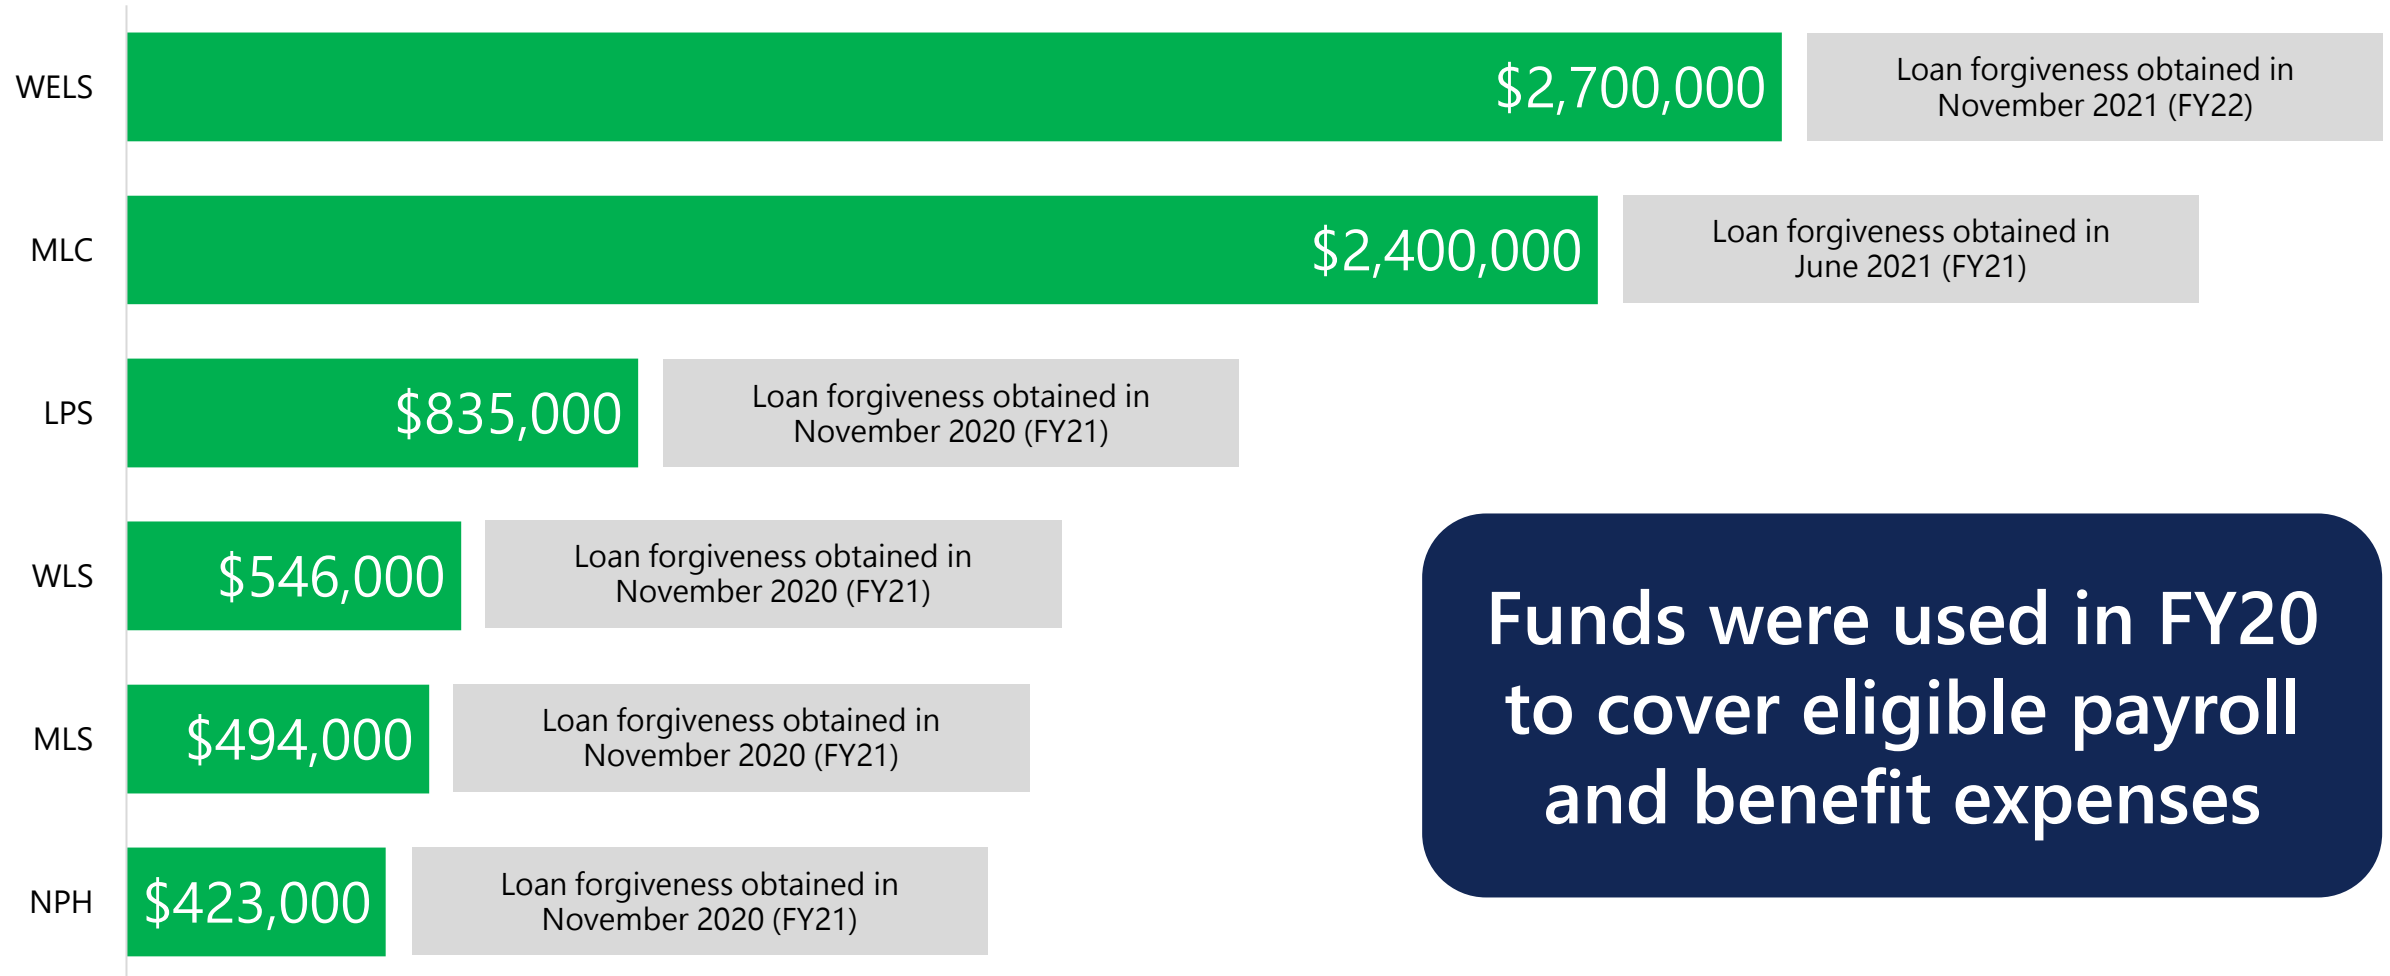 WELS
$2,700,000
Loan forgiveness obtained in
November 2021 (FY22)
MLC
$2,400,000
Loan forgiveness obtained in
June 2021 (FY21)
LPS
$835,000
Loan forgiveness obtained in
November 2020 (FY21)
WLS
$546,000
Loan forgiveness obtained in
November 2020 (FY21)
MLS
$494,000
Loan forgiveness obtained in
November 2020 (FY21)
NPH
$423,000
Loan forgiveness obtained in
November 2020 (FY21)
Funds were used in FY20
to cover eligible payroll
and benefit expenses